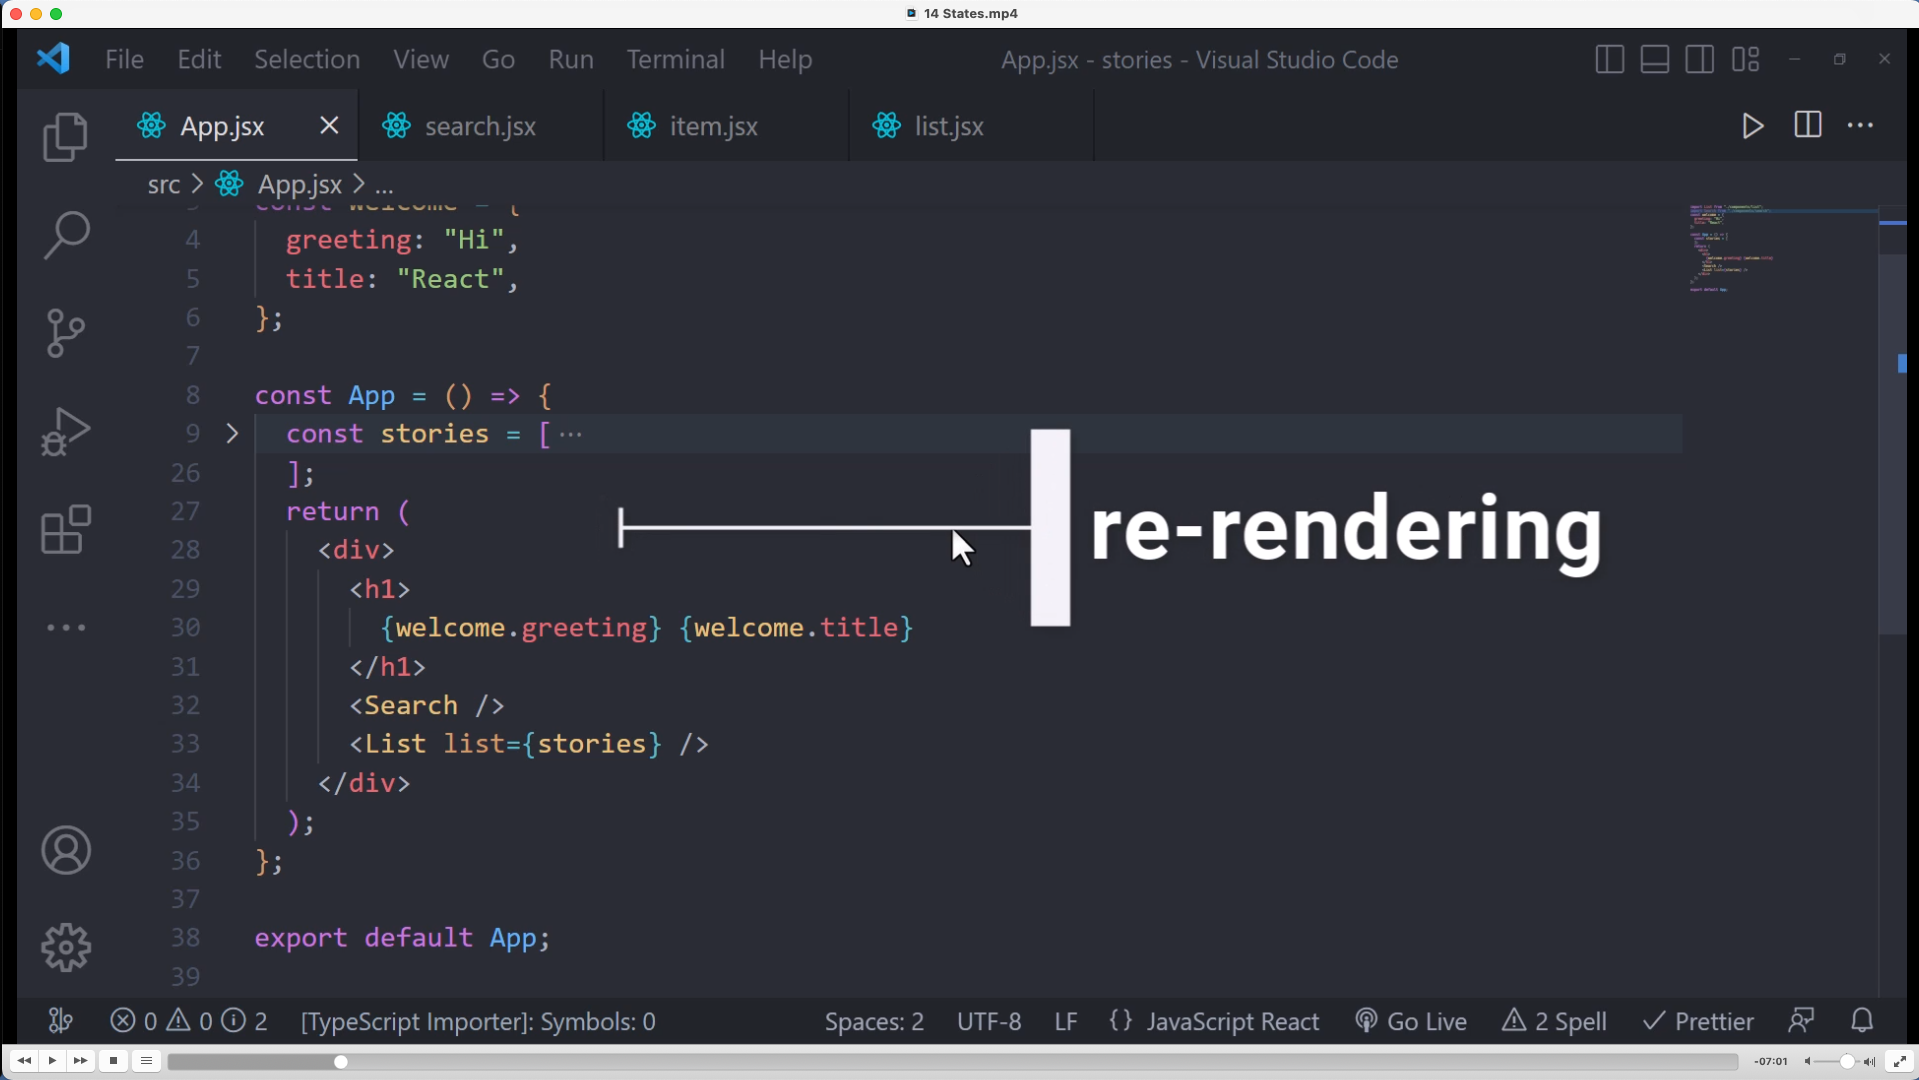 14 States.mp4
File Edit Selection View Go Run Terminal Help App.jsx - stories - Visual Studio Code
App.jsx search.jsx item.jsx list.jsx
src > App.jsx > ...
3 const welcome = {
4 greeting: "Hi",
5 title: "React",
6 };
7
8 const App = () => {
9 const stories = [ ···
26 ];
27 return (
28 <div>
29 <h1>
30 {welcome.greeting} {welcome.title}
31 </h1>
32 <Search />
33 <List list={stories} />
34 </div>
35 );
36 };
37
38 export default App;
39
re-rendering
0 0 2 [TypeScript Importer]: Symbols: 0 Spaces: 2 UTF-8 LF {} JavaScript React Go Live 2 Spell Prettier
-07:01